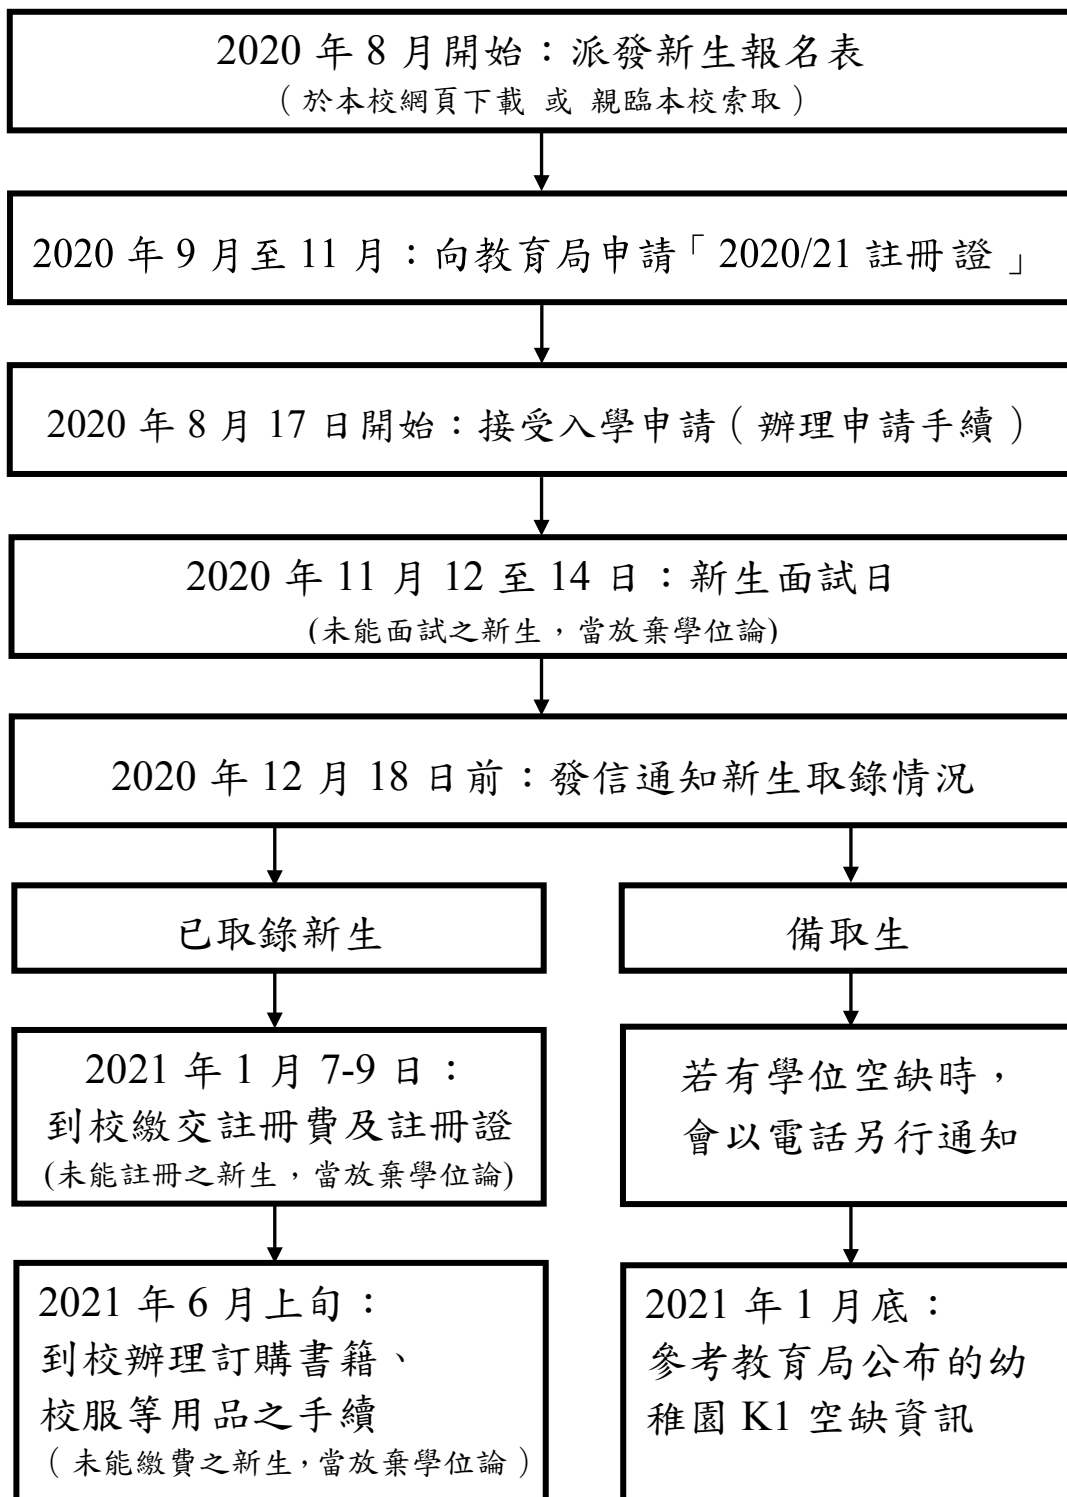 2020 年 8 月開始：派發新生報名表
（於本校網頁下載 或 親臨本校索取）
2020 年 9 月至 11 月：向教育局申請「2020/21 註冊證」
2020 年 8 月 17 日開始：接受入學申請（辦理申請手續）
2020 年 11 月 12 至 14 日：新生面試日
(未能面試之新生，當放棄學位論)
2020 年 12 月 18 日前：發信通知新生取錄情況
已取錄新生
2021 年 1 月 7-9 日：
到校繳交註冊費及註冊證
(未能註冊之新生，當放棄學位論)
2021 年 6 月上旬：
到校辦理訂購書籍、
校服等用品之手續
（未能繳費之新生，當放棄學位論）
備取生
若有學位空缺時，
會以電話另行通知
2021 年 1 月底：
參考教育局公布的幼
稚園 K1 空缺資訊